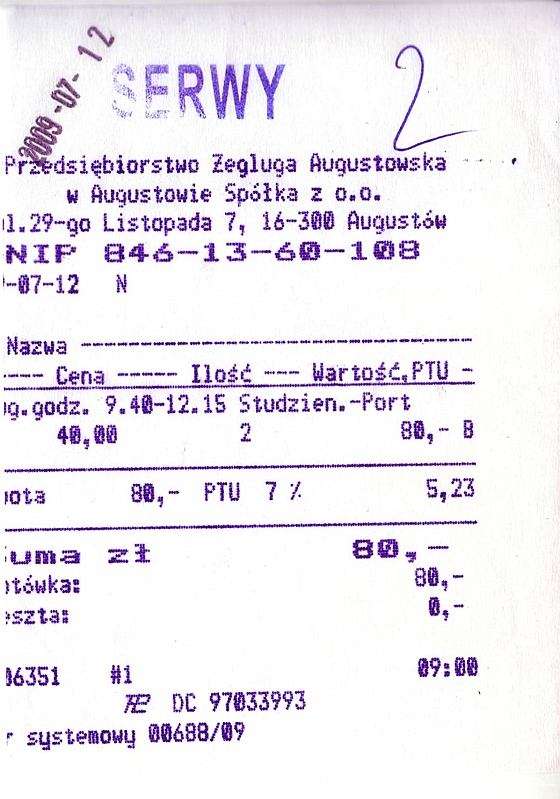 2009-07-12
SERWY
2
Przedsiębiorstwo Żegluga Augustowska
w Augustowie Spółka z o.o.
l.29-go Listopada 7, 16-300 Augustów
NIP 846-13-60-108
-07-12 N
Nazwa --------------------
---- Cena ----- Ilość --- Wartość,PTU -
g.godz. 9.40-12.15 Studzien.-Port
40,00 2 80,- B
ota 80,- PTU 7 % 5,23
uma zł 80,-
tówka: 80,-
eszta: 0,-
06351 #1 09:00
DC 97033993
r systemowy 00688/09